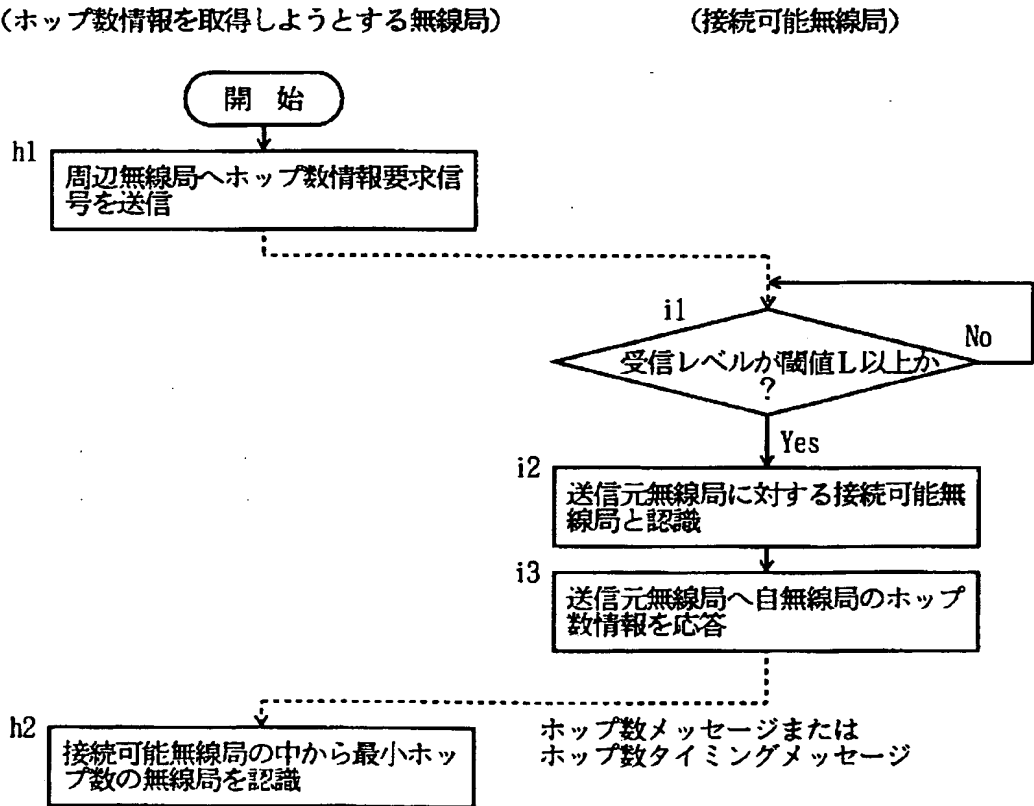 (ホップ数情報を取得しようとする無線局)
(接続可能無線局)
開 始
h1
周辺無線局へホップ数情報要求信
号を送信
i1
受信レベルが閾値L以上か
?
No
Yes
i2
送信元無線局に対する接続可能無
線局と認識
i3
送信元無線局へ自無線局のホップ
数情報を応答
h2
接続可能無線局の中から最小ホッ
プ数の無線局を認識
ホップ数メッセージまたは
ホップ数タイミングメッセージ